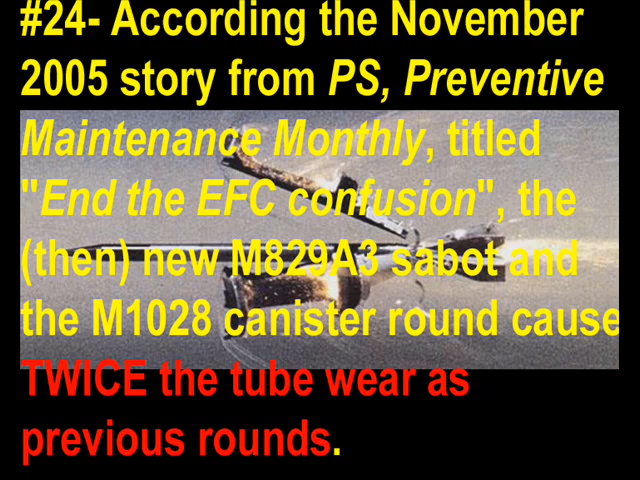 #24- According the November
2005 story from PS, Preventive
Maintenance Monthly, titled
"End the EFC confusion", the
(then) new M829A3 sabot and
the M1028 canister round cause
TWICE the tube wear as
previous rounds.